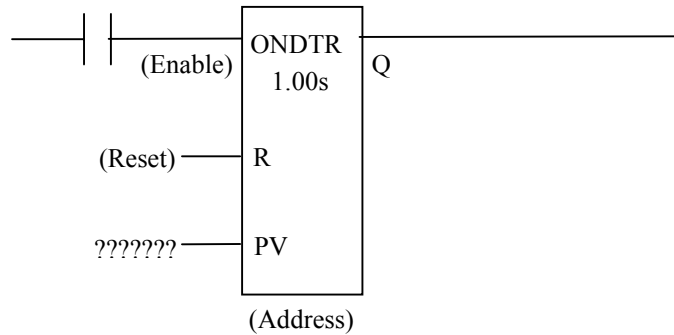 ONDTR
(Enable)
1.00s
Q
(Reset)
R
???????
PV
(Address)